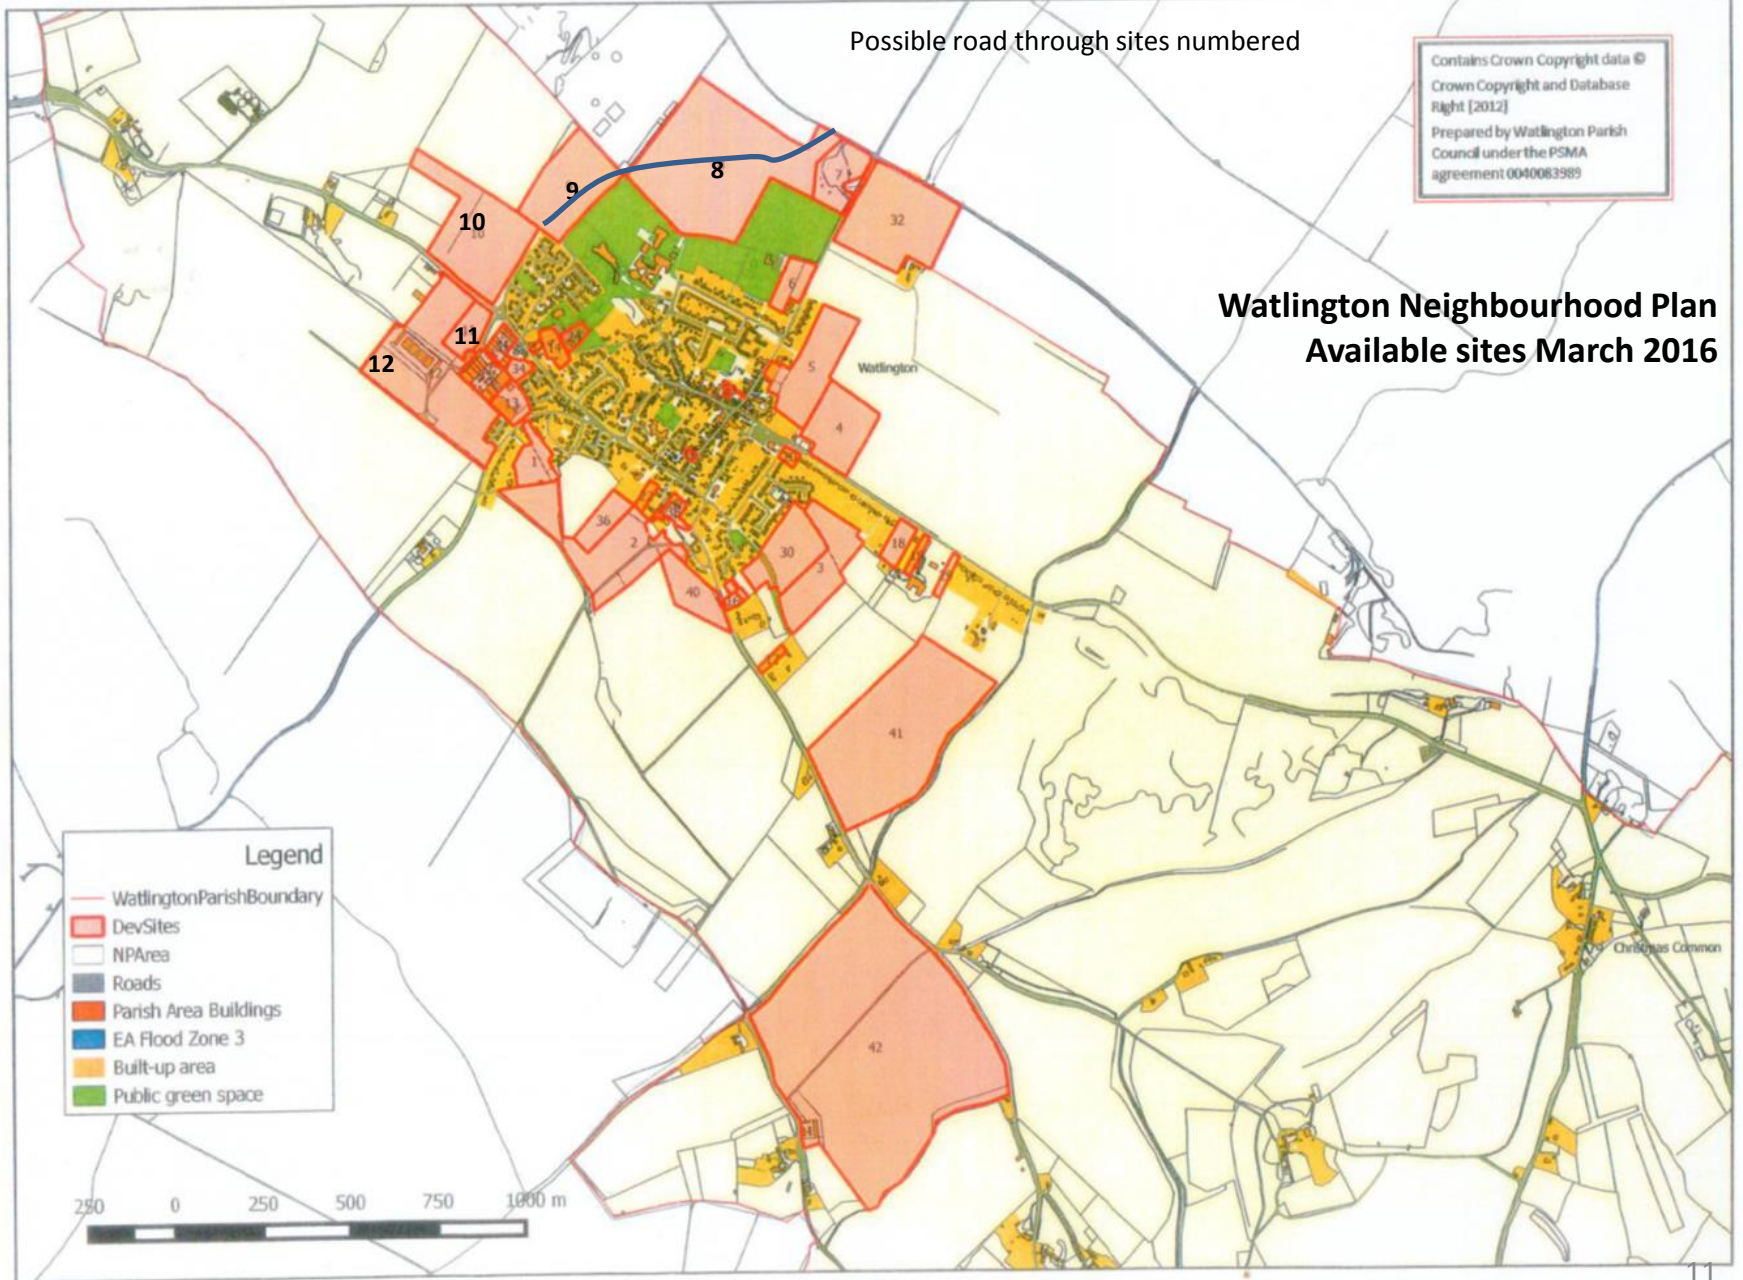 Possible road through sites numbered
Contains Crown Copyright data ©
Crown Copyright and Database
Right [2012]
Prepared by Watlington Parish
Council under the PSMA
agreement 0040083989
Watlington Neighbourhood Plan
Available sites March 2016
8
9
10
10
7
32
6
11
12
34
13
5
Watlington
4
1
36
2
30
3
18
40
41
42
Christmas Common
Legend
WatlingtonParishBoundary
DevSites
NPArea
Roads
Parish Area Buildings
EA Flood Zone 3
Built-up area
Public green space
250 0 250 500 750 1000 m
11